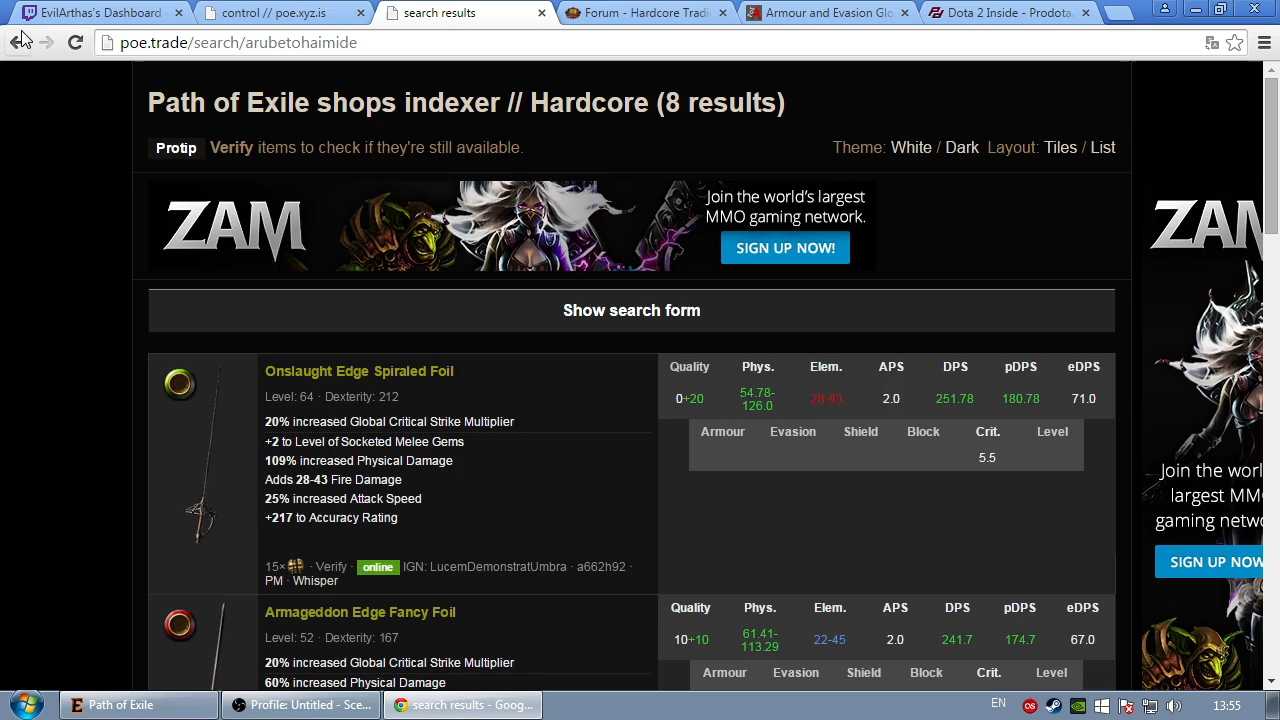 EvilArthas's Dashboard
control // poe.xyz.is
search results
Forum - Hardcore Tradi
Armour and Evasion Glo
Dota 2 Inside - Prodota.
poe.trade/search/arubetohaimide
Path of Exile shops indexer // Hardcore (8 results)
Protip Verify items to check if they're still available.
Theme: White / Dark Layout: Tiles / List
ZAM
Join the world's largest
MMO gaming network.
SIGN UP NOW!
Show search form
Onslaught Edge Spiraled Foil
Level: 64 · Dexterity: 212
20% increased Global Critical Strike Multiplier
+2 to Level of Socketed Melee Gems
109% increased Physical Damage
Adds 28-43 Fire Damage
25% increased Attack Speed
+217 to Accuracy Rating
15× · Verify · online IGN: LucemDemonstratUmbra · a662h92 ·
PM · Whisper
Quality Phys. Elem. APS DPS pDPS eDPS
0+20 54.78-126.0 28-43 2.0 251.78 180.78 71.0
Armour Evasion Shield Block Crit. Level
5.5
Armageddon Edge Fancy Foil
Level: 52 · Dexterity: 167
20% increased Global Critical Strike Multiplier
60% increased Physical Damage
Quality Phys. Elem. APS DPS pDPS eDPS
10+10 61.41-113.29 22-45 2.0 241.7 174.7 67.0
Armour Evasion Shield Block Crit. Level
ZAM
Join the worl
largest MM
gaming netw
SIGN UP NOW
Path of Exile
Profile: Untitled - Sce...
search results - Goog...
EN
13:55